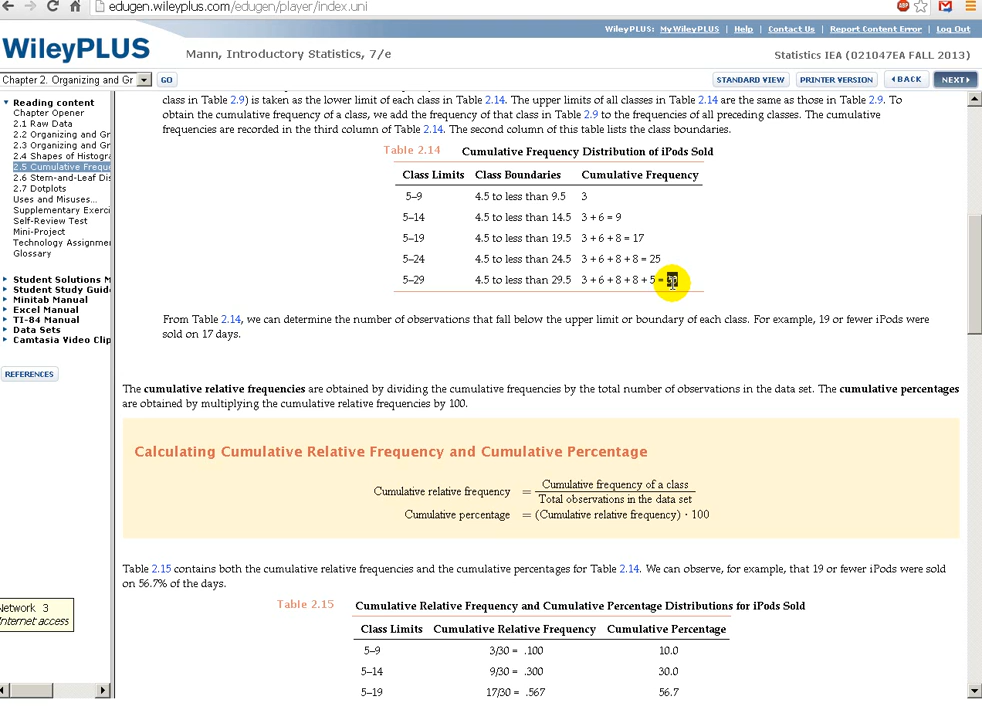 edugen.wileyplus.com/edugen/player/index.uni
ABP
WileyPLUS: MyWileyPLUS | Help | Contact Us | Report Content Error | Log Out
WileyPLUS
Mann, Introductory Statistics, 7/e
Statistics IEA (021047EA FALL 2013)
Chapter 2. Organizing and Gr
GO
STANDARD VIEW
PRINTER VERSION
BACK
NEXT
Reading content
Chapter Opener
2.1 Raw Data
2.2 Organizing and Gr
2.3 Organizing and Gr
2.4 Shapes of Histogra
2.5 Cumulative Freque
2.6 Stem-and-Leaf Dis
2.7 Dotplots
Uses and Misuses...
Supplementary Exerci
Self-Review Test
Mini-Project
Technology Assignmen
Glossary
Student Solutions M
Student Study Guide
Minitab Manual
Excel Manual
TI-84 Manual
Data Sets
Camtasia Video Clip
REFERENCES
Network 3
Internet access
class in Table 2.9) is taken as the lower limit of each class in Table 2.14. The upper limits of all classes in Table 2.14 are the same as those in Table 2.9. To
obtain the cumulative frequency of a class, we add the frequency of that class in Table 2.9 to the frequencies of all preceding classes. The cumulative
frequencies are recorded in the third column of Table 2.14. The second column of this table lists the class boundaries.
Table 2.14 Cumulative Frequency Distribution of iPods Sold
Class Limits Class Boundaries Cumulative Frequency
5–9 4.5 to less than 9.5 3
5–14 4.5 to less than 14.5 3 + 6 = 9
5–19 4.5 to less than 19.5 3 + 6 + 8 = 17
5–24 4.5 to less than 24.5 3 + 6 + 8 + 8 = 25
5–29 4.5 to less than 29.5 3 + 6 + 8 + 8 + 5 =
From Table 2.14, we can determine the number of observations that fall below the upper limit or boundary of each class. For example, 19 or fewer iPods were
sold on 17 days.
The cumulative relative frequencies are obtained by dividing the cumulative frequencies by the total number of observations in the data set. The cumulative percentages
are obtained by multiplying the cumulative relative frequencies by 100.
Calculating Cumulative Relative Frequency and Cumulative Percentage
Cumulative relative frequency = Cumulative frequency of a class
Total observations in the data set
Cumulative percentage = (Cumulative relative frequency) · 100
Table 2.15 contains both the cumulative relative frequencies and the cumulative percentages for Table 2.14. We can observe, for example, that 19 or fewer iPods were sold
on 56.7% of the days.
Table 2.15 Cumulative Relative Frequency and Cumulative Percentage Distributions for iPods Sold
Class Limits Cumulative Relative Frequency Cumulative Percentage
5–9 3/30 = .100 10.0
5–14 9/30 = .300 30.0
5–19 17/30 = .567 56.7